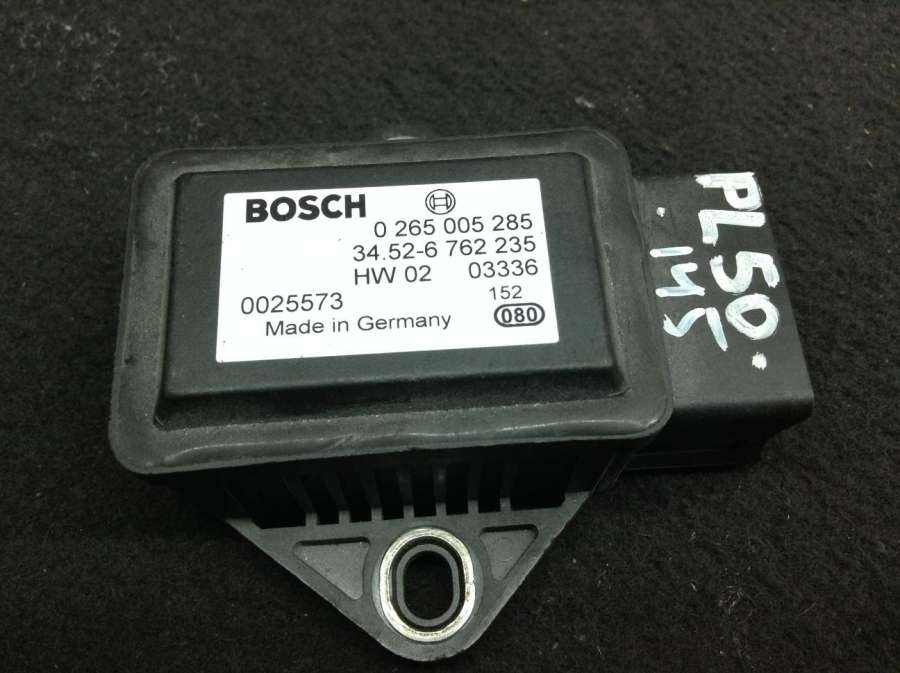 BOSCH
0 265 005 285
34.52-6 762 235
HW 02 03336
0025573 152
Made in Germany 080
PL50.
.145